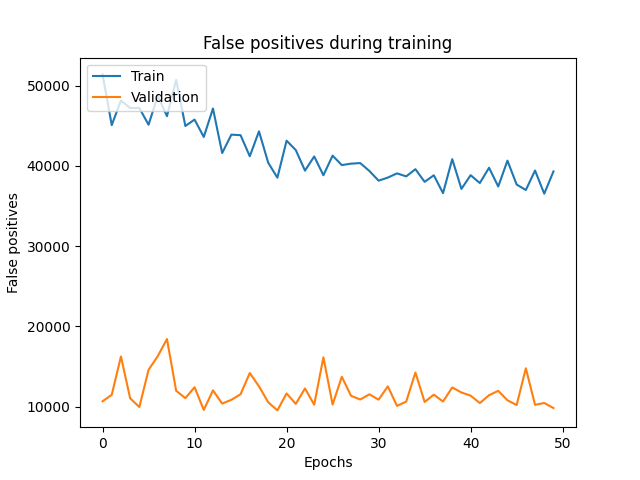 False positives during training
Train
Validation
50000
40000
30000
20000
10000
False positives
0 10 20 30 40 50
Epochs